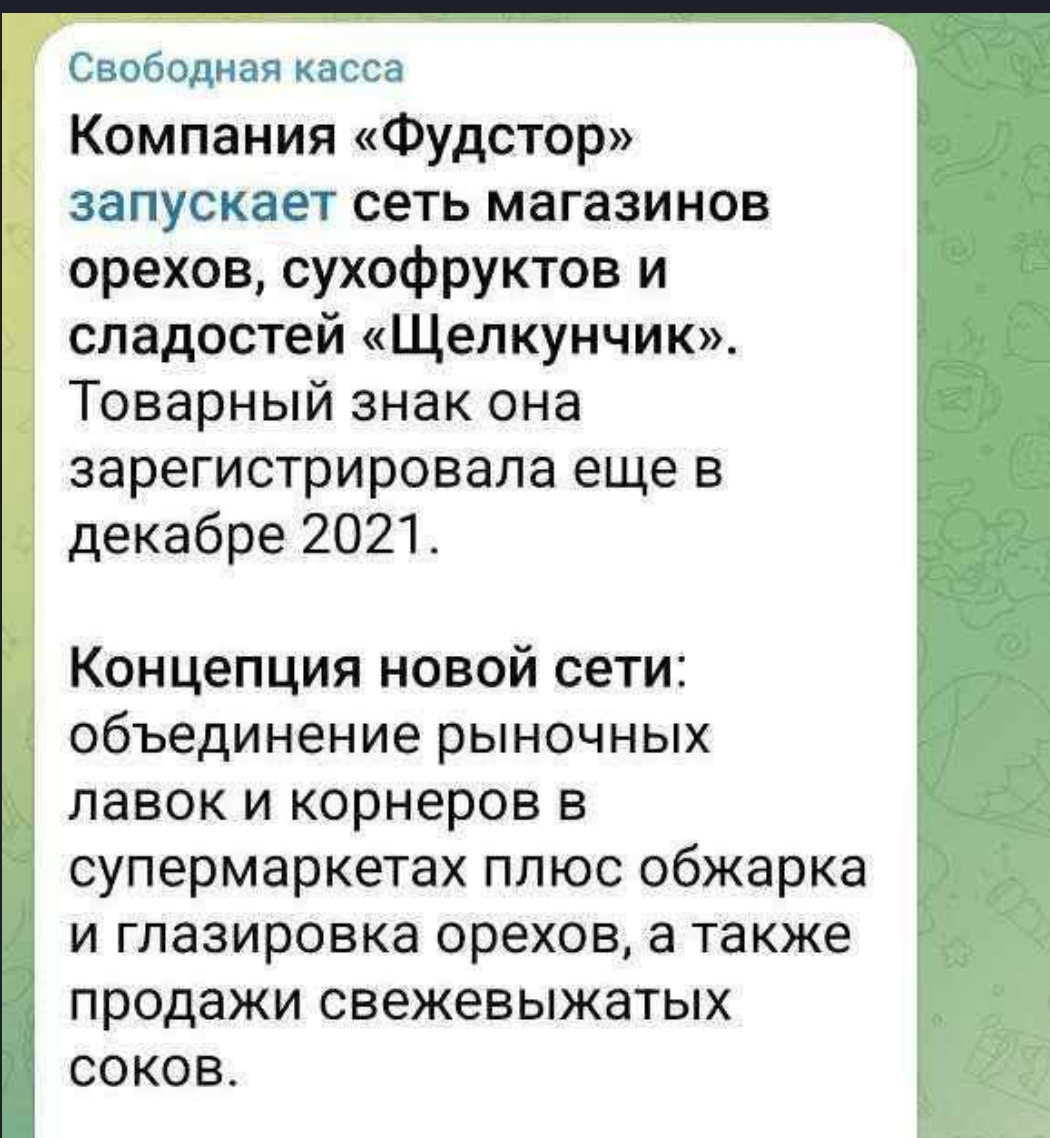 Свободная касса
Компания «Фудстор»
запускает сеть магазинов
орехов, сухофруктов и
сладостей «Щелкунчик».
Товарный знак она
зарегистрировала еще в
декабре 2021.
Концепция новой сети:
объединение рыночных
лавок и корнеров в
супермаркетах плюс обжарка
и глазировка орехов, а также
продажи свежевыжатых
соков.